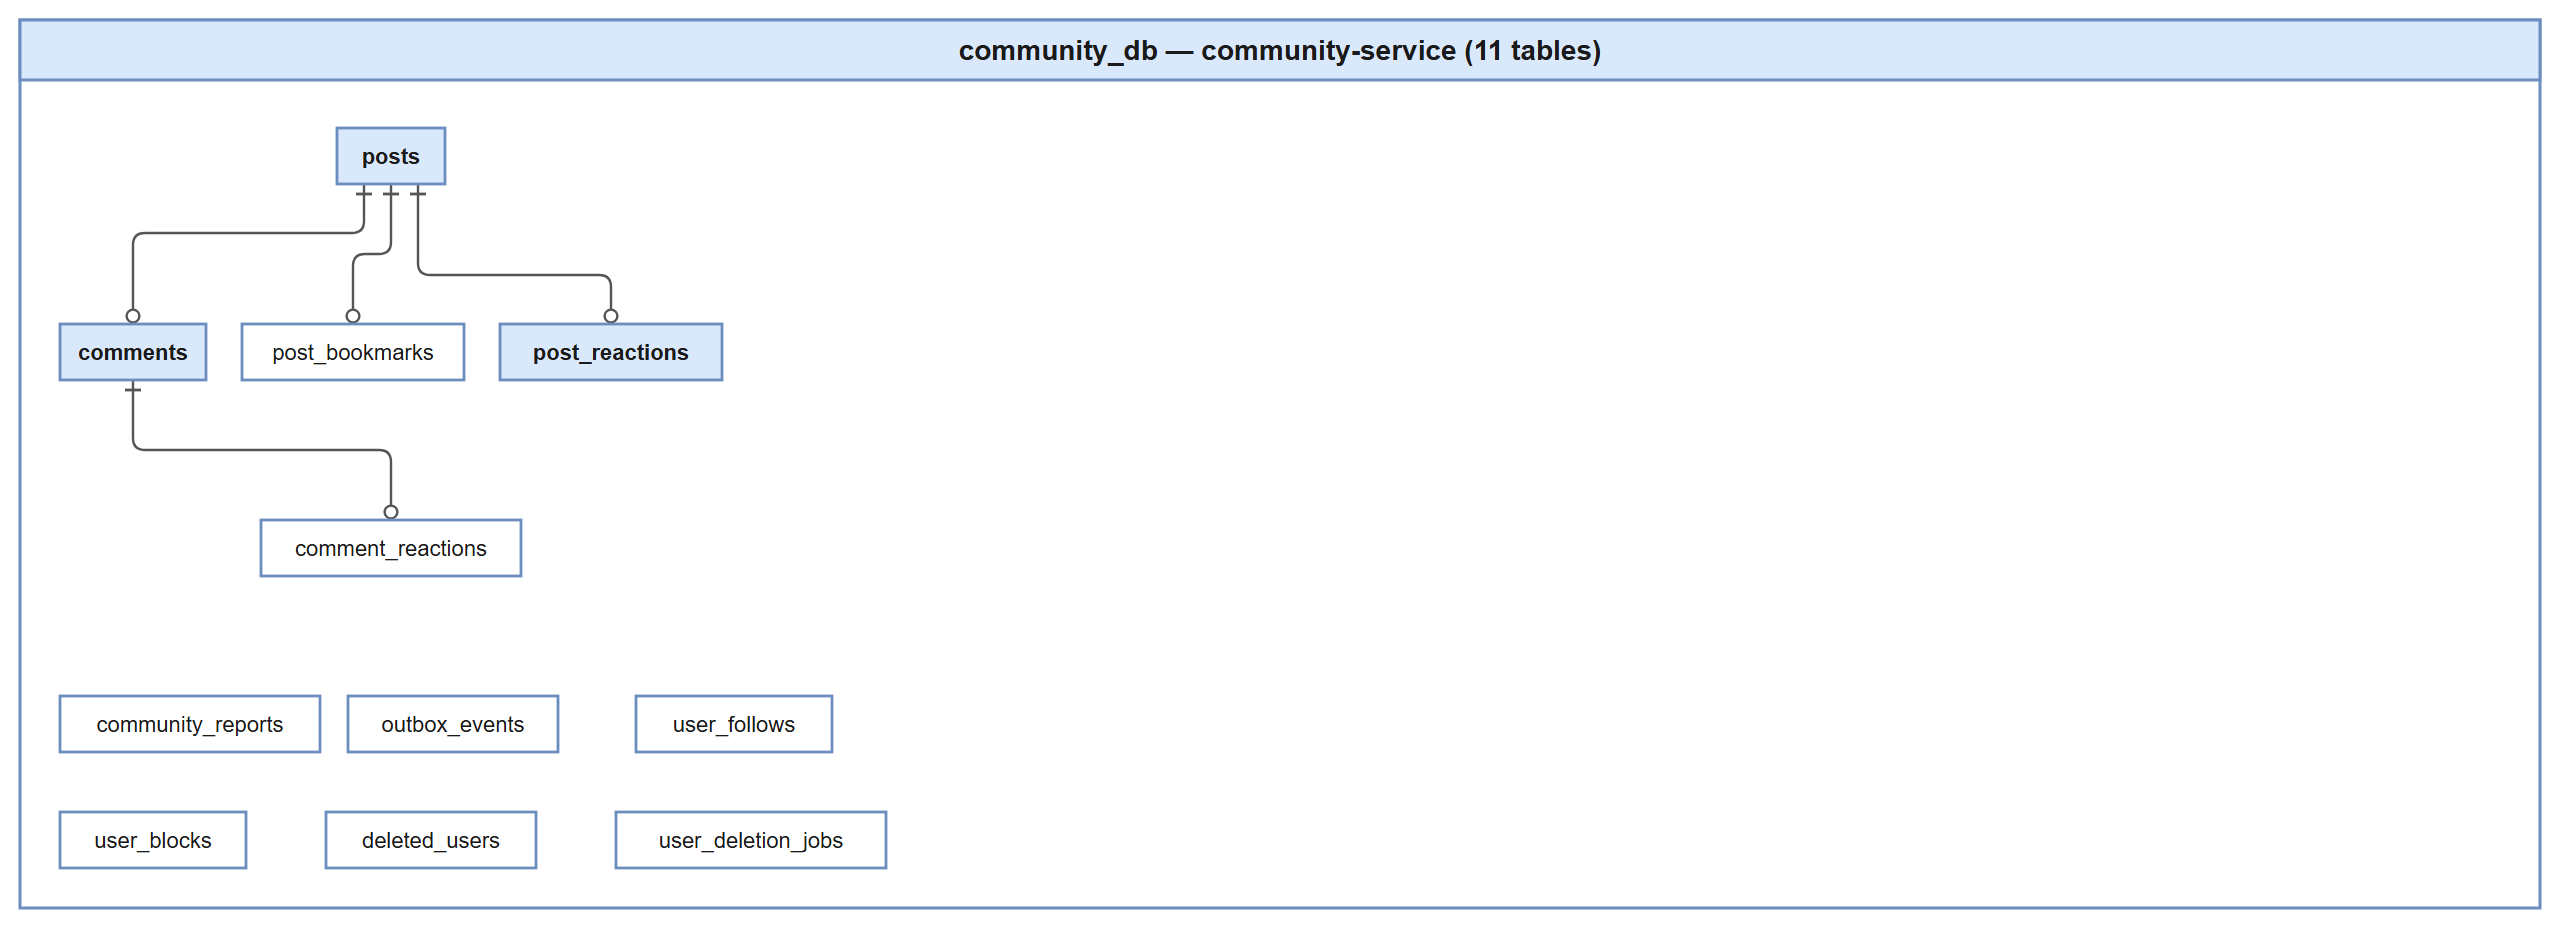 community_db — community-service (11 tables)
posts
comments
post_bookmarks
post_reactions
comment_reactions
community_reports
outbox_events
user_follows
user_blocks
deleted_users
user_deletion_jobs